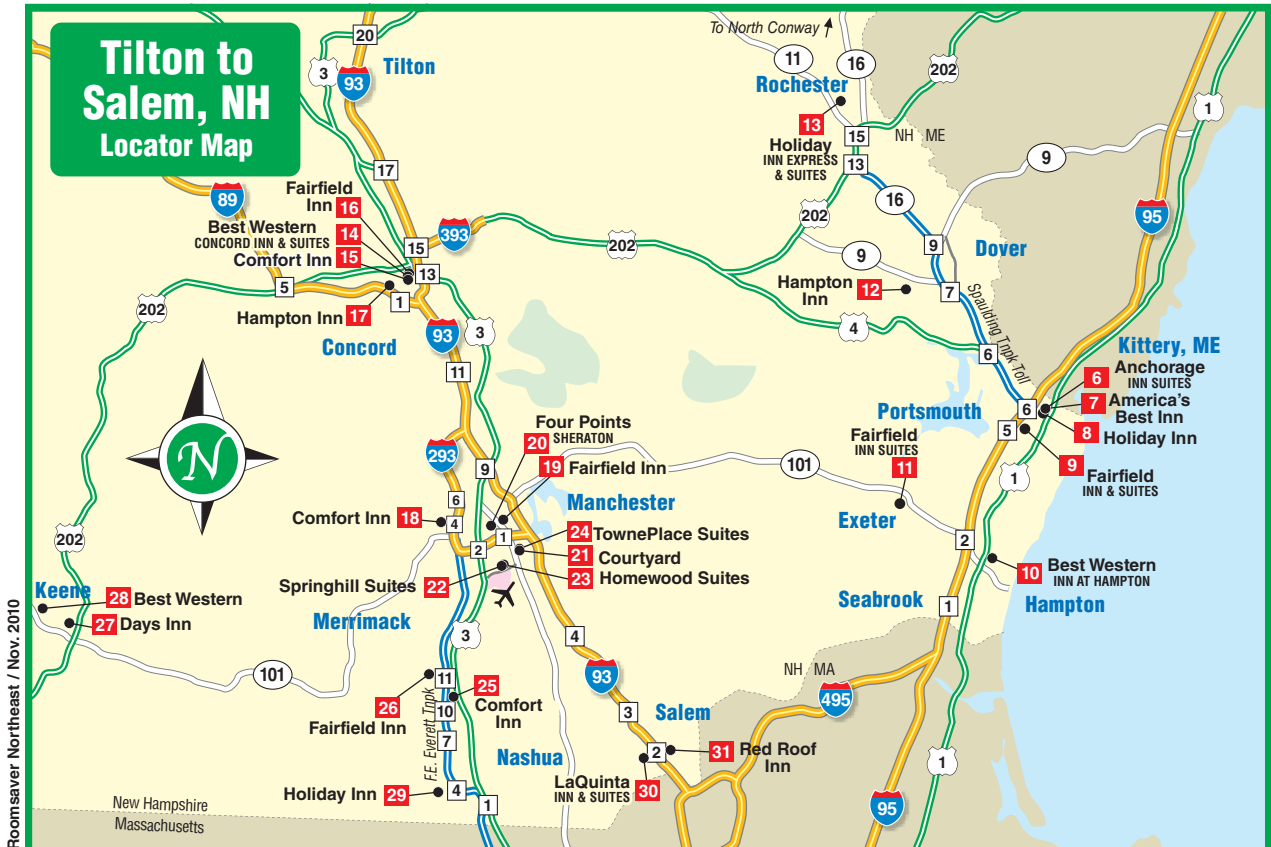 Tilton to
Salem, NH
Locator Map
To North Conway
20
3
93
Tilton
11
16
202
Rochester
1
13
Holiday
INN EXPRESS
& SUITES
15
NH ME
13
9
17
16
89
Fairfield
Inn
16
Best Western
CONCORD INN & SUITES
14
Comfort Inn
15
15
393
202
202
95
9
Dover
9
5
13
Hampton
Inn
12
7
202
Hampton Inn
17
1
Concord
93
3
4
Spaulding Tnpk Toll
6
Kittery, ME
11
6
Anchorage
INN SUITES
7
America's
Best Inn
8
Holiday Inn
Portsmouth
6
5
9
Fairfield
INN & SUITES
N
293
9
Four Points
SHERATON
20
19
Fairfield Inn
101
Fairfield
INN SUITES
11
1
Manchester
Exeter
6
Comfort Inn
18
4
24
TownePlace Suites
1
2
21
Courtyard
Springhill Suites
22
23
Homewood Suites
2
10
Best Western
INN AT HAMPTON
Hampton
202
Keene
28
Best Western
27
Days Inn
Merrimack
3
4
Seabrook
1
101
11
26
Fairfield Inn
25
Comfort
Inn
10
F.E. Everett Tnpk
7
93
3
Salem
NH MA
495
Nashua
2
31
Red Roof
Inn
LaQuinta
INN & SUITES
30
1
Holiday Inn
29
4
1
95
New Hampshire
Massachusetts
Roomsaver Northeast / Nov. 2010